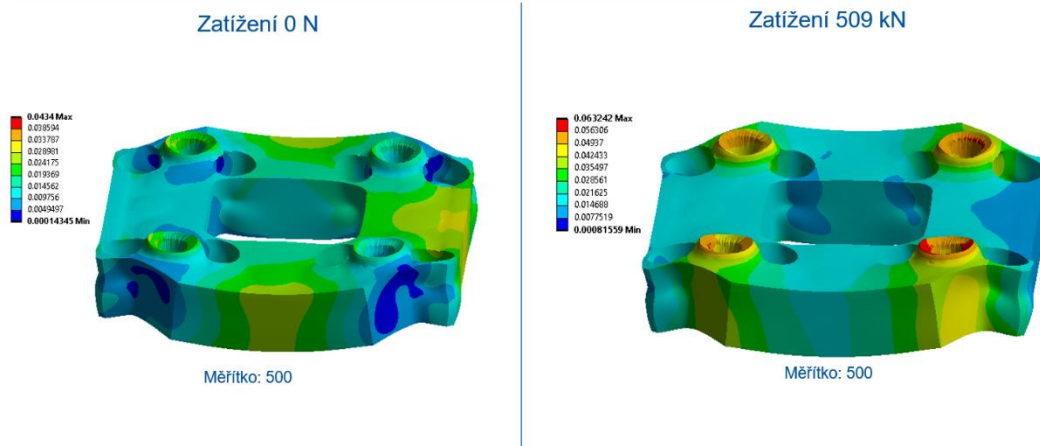 Zatížení 0 N
0.0434 Max
0.038594
0.033787
0.028981
0.024175
0.019369
0.014562
0.009756
0.0049497
0.00014345 Min
Měřítko: 500
Zatížení 509 kN
0.063242 Max
0.056306
0.04937
0.042433
0.035497
0.028561
0.021625
0.014688
0.0077519
0.00081559 Min
Měřítko: 500